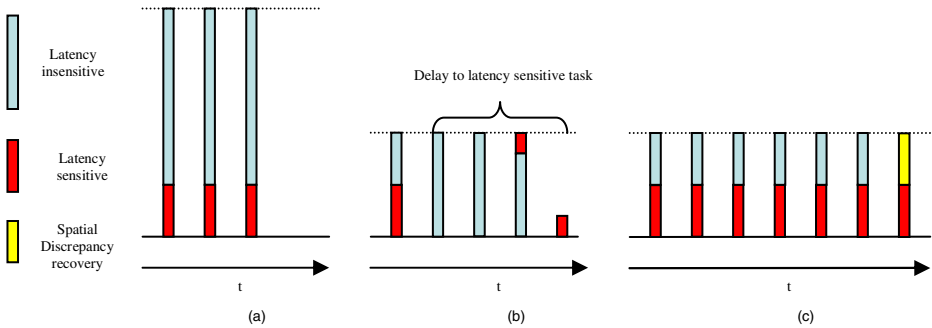 Latency
insensitive
Latency
sensitive
Spatial
Discrepancy
recovery
Delay to latency sensitive task
t
t
t
(a)
(b)
(c)